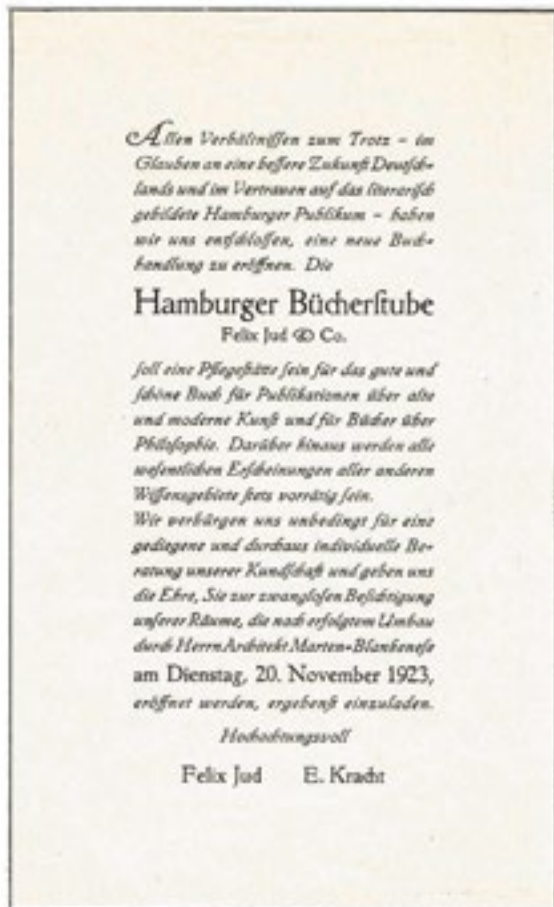 Allen Verhältnissen zum Trotz – im
Glauben an eine bessere Zukunft Deutsch-
lands und im Vertrauen auf das literarisch
gebildete Hamburger Publikum – haben
wir uns entschlossen, eine neue Buch-
handlung zu eröffnen. Die
Hamburger Bücherſtube
Felix Jud & Co.
ſoll eine Pflegeſtätte ſein für das gute und
ſchöne Buch für Publikationen über alte
und moderne Kunſt und für Bücher über
Philoſophie. Darüber hinaus werden alle
weſentlichen Erſcheinungen aller anderen
Wiſſensgebiete ſtets vorrätig ſein.
Wir verbürgen uns unbedingt für eine
gediegene und durchaus individuelle Be-
ratung unserer Kundſchaft und geben uns
die Ehre, Sie zur zwangloſen Beſichtigung
unſerer Räume, die nach erfolgtem Umbau
durch Herrn Architekt Marten-Blankeneſe
am Dienstag, 20. November 1923,
eröffnet werden, ergebenſt einzuladen.
Hochachtungsvoll
Felix Jud E. Kracht